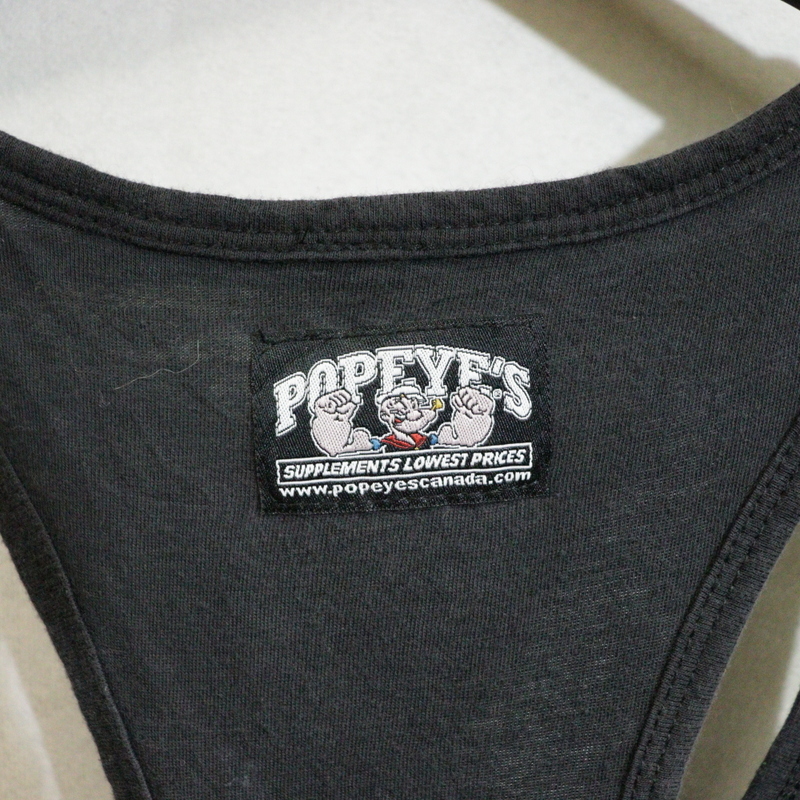 POPEYE'S
SUPPLEMENTS LOWEST PRICES
www.popeyescanada.com